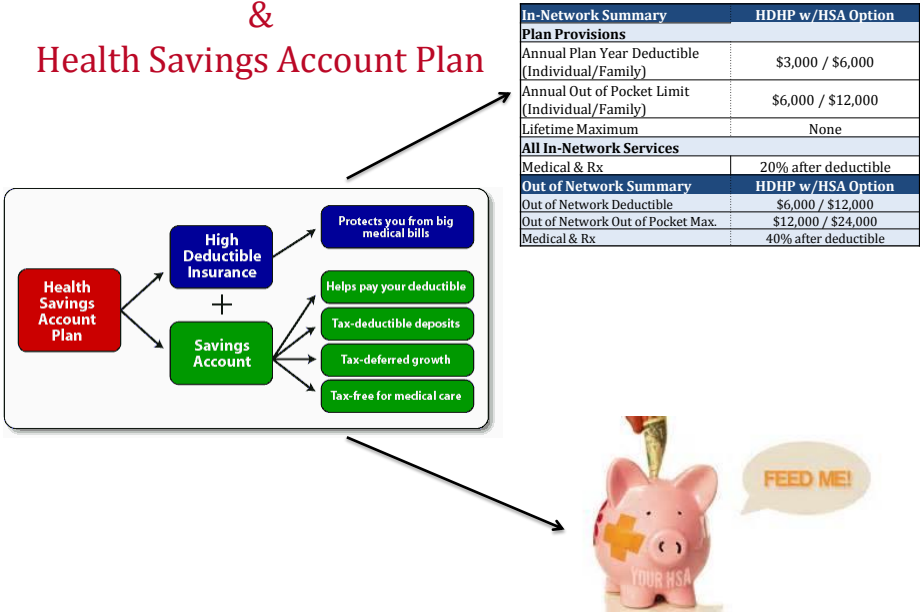 &
Health Savings Account Plan
In-Network Summary HDHP w/HSA Option
Plan Provisions
Annual Plan Year Deductible
(Individual/Family) $3,000 / $6,000
Annual Out of Pocket Limit
(Individual/Family) $6,000 / $12,000
Lifetime Maximum None
All In-Network Services
Medical & Rx 20% after deductible
Out of Network Summary HDHP w/HSA Option
Out of Network Deductible $6,000 / $12,000
Out of Network Out of Pocket Max. $12,000 / $24,000
Medical & Rx 40% after deductible
Health
Savings
Account
Plan
High
Deductible
Insurance
+
Savings
Account
Protects you from big
medical bills
Helps pay your deductible
Tax-deductible deposits
Tax-deferred growth
Tax-free for medical care
FEED ME!
YOUR HSA